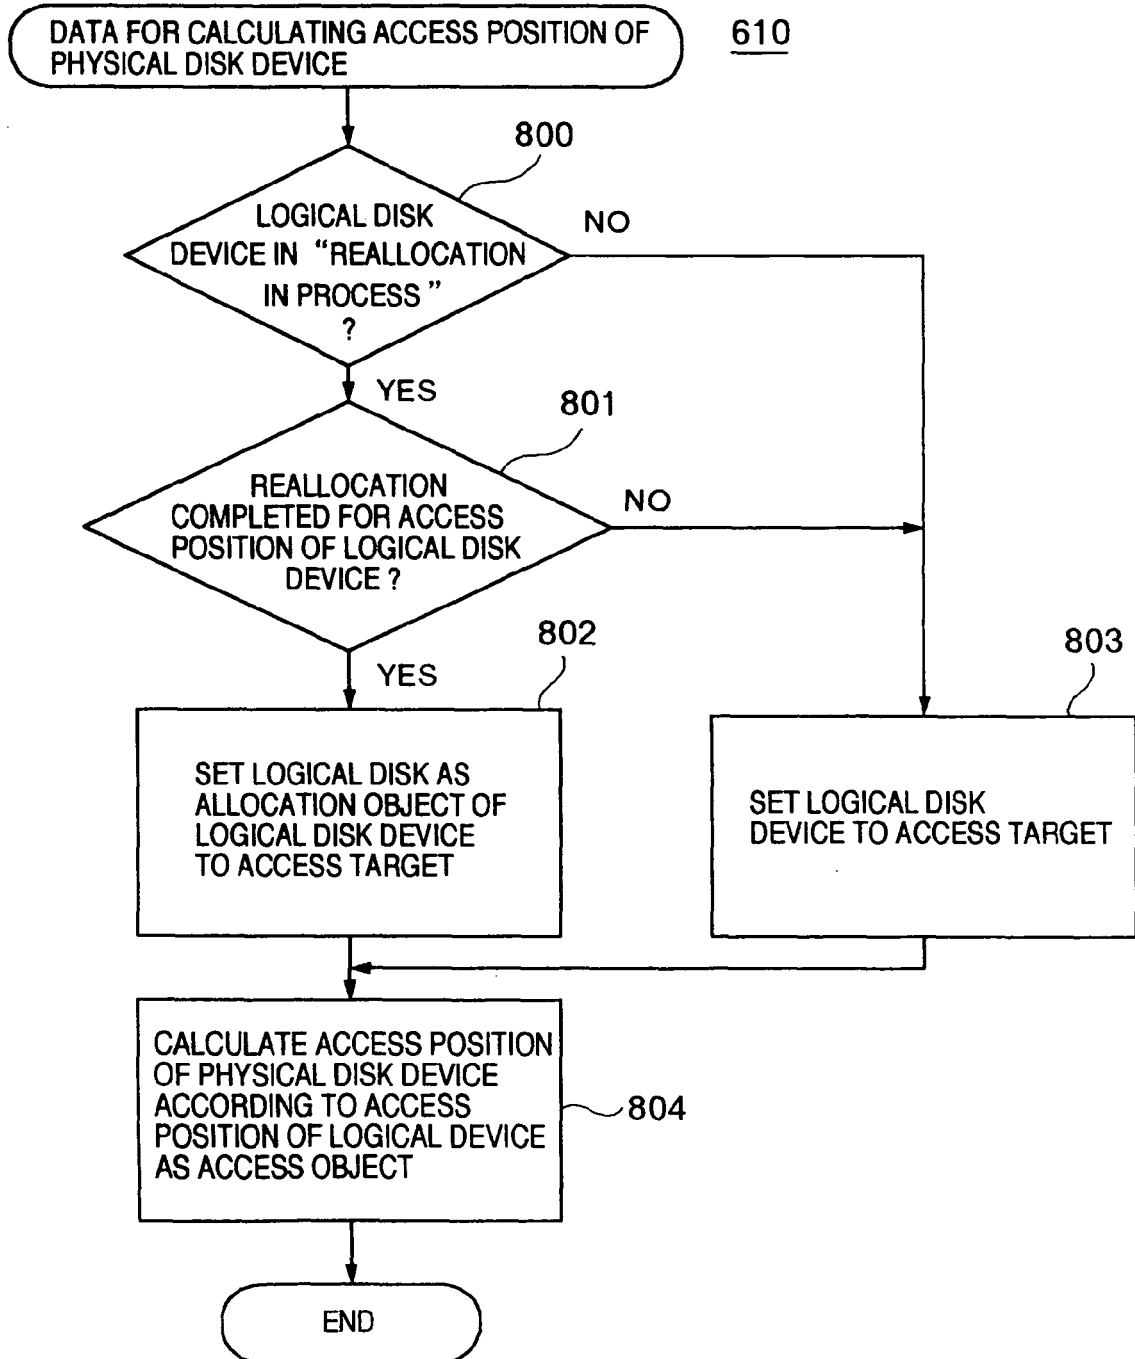 DATA FOR CALCULATING ACCESS POSITION OF
PHYSICAL DISK DEVICE
610
800
LOGICAL DISK
DEVICE IN "REALLOCATION
IN PROCESS"
?
NO
YES
801
REALLOCATION
COMPLETED FOR ACCESS
POSITION OF LOGICAL DISK
DEVICE ?
NO
YES
802
SET LOGICAL DISK AS
ALLOCATION OBJECT OF
LOGICAL DISK DEVICE
TO ACCESS TARGET
803
SET LOGICAL DISK
DEVICE TO ACCESS TARGET
CALCULATE ACCESS POSITION
OF PHYSICAL DISK DEVICE
ACCORDING TO ACCESS
POSITION OF LOGICAL DEVICE
AS ACCESS OBJECT
804
END